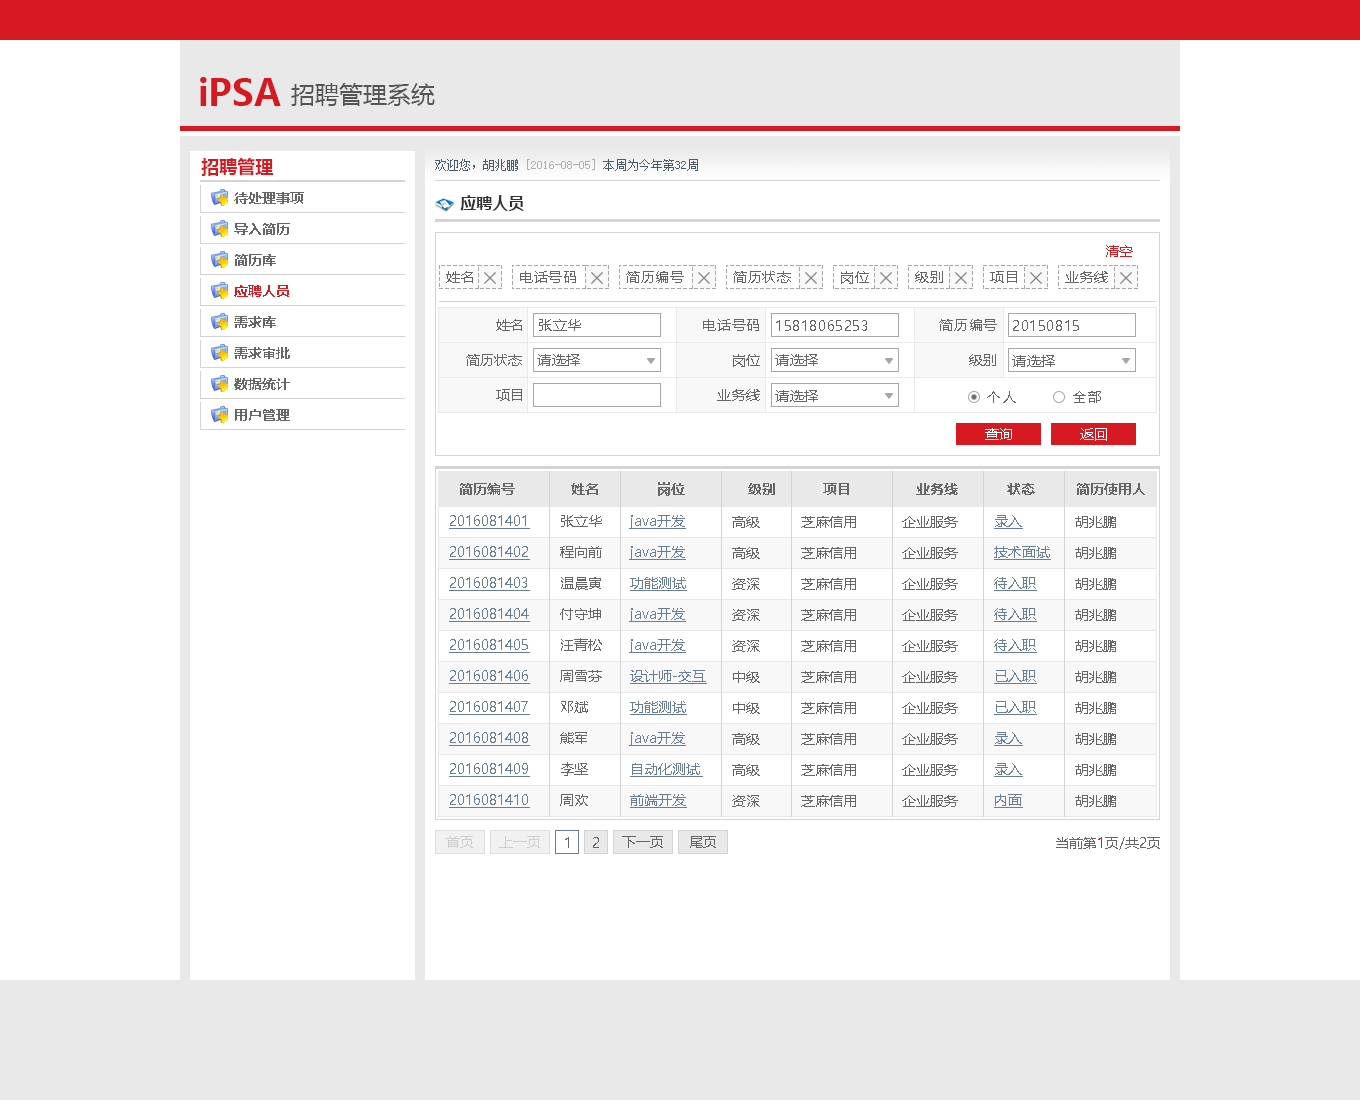 iPSA 招聘管理系统
招聘管理
待处理事项
导入简历
简历库
应聘人员
需求库
需求审批
数据统计
用户管理
欢迎您，胡兆鹏 [2016-08-05] 本周为今年第32周
应聘人员
清空
姓名 电话号码 简历编号 简历状态 岗位 级别 项目 业务线
姓名 张立华 电话号码 15818065253 简历编号 20150815
简历状态 请选择 岗位 请选择 级别 请选择
项目 业务线 请选择 个人 全部
查询 返回
简历编号 姓名 岗位 级别 项目 业务线 状态 简历使用人
2016081401 张立华 java开发 高级 芝麻信用 企业服务 录入 胡兆鹏
2016081402 程向前 java开发 高级 芝麻信用 企业服务 技术面试 胡兆鹏
2016081403 温晨寅 功能测试 资深 芝麻信用 企业服务 待入职 胡兆鹏
2016081404 付守坤 java开发 资深 芝麻信用 企业服务 待入职 胡兆鹏
2016081405 汪青松 java开发 资深 芝麻信用 企业服务 待入职 胡兆鹏
2016081406 周雪芬 设计师-交互 中级 芝麻信用 企业服务 已入职 胡兆鹏
2016081407 邓斌 功能测试 中级 芝麻信用 企业服务 已入职 胡兆鹏
2016081408 熊军 java开发 高级 芝麻信用 企业服务 录入 胡兆鹏
2016081409 李坚 自动化测试 高级 芝麻信用 企业服务 录入 胡兆鹏
2016081410 周欢 前端开发 资深 芝麻信用 企业服务 内面 胡兆鹏
首页 上一页 1 2 下一页 尾页 当前第1页/共2页